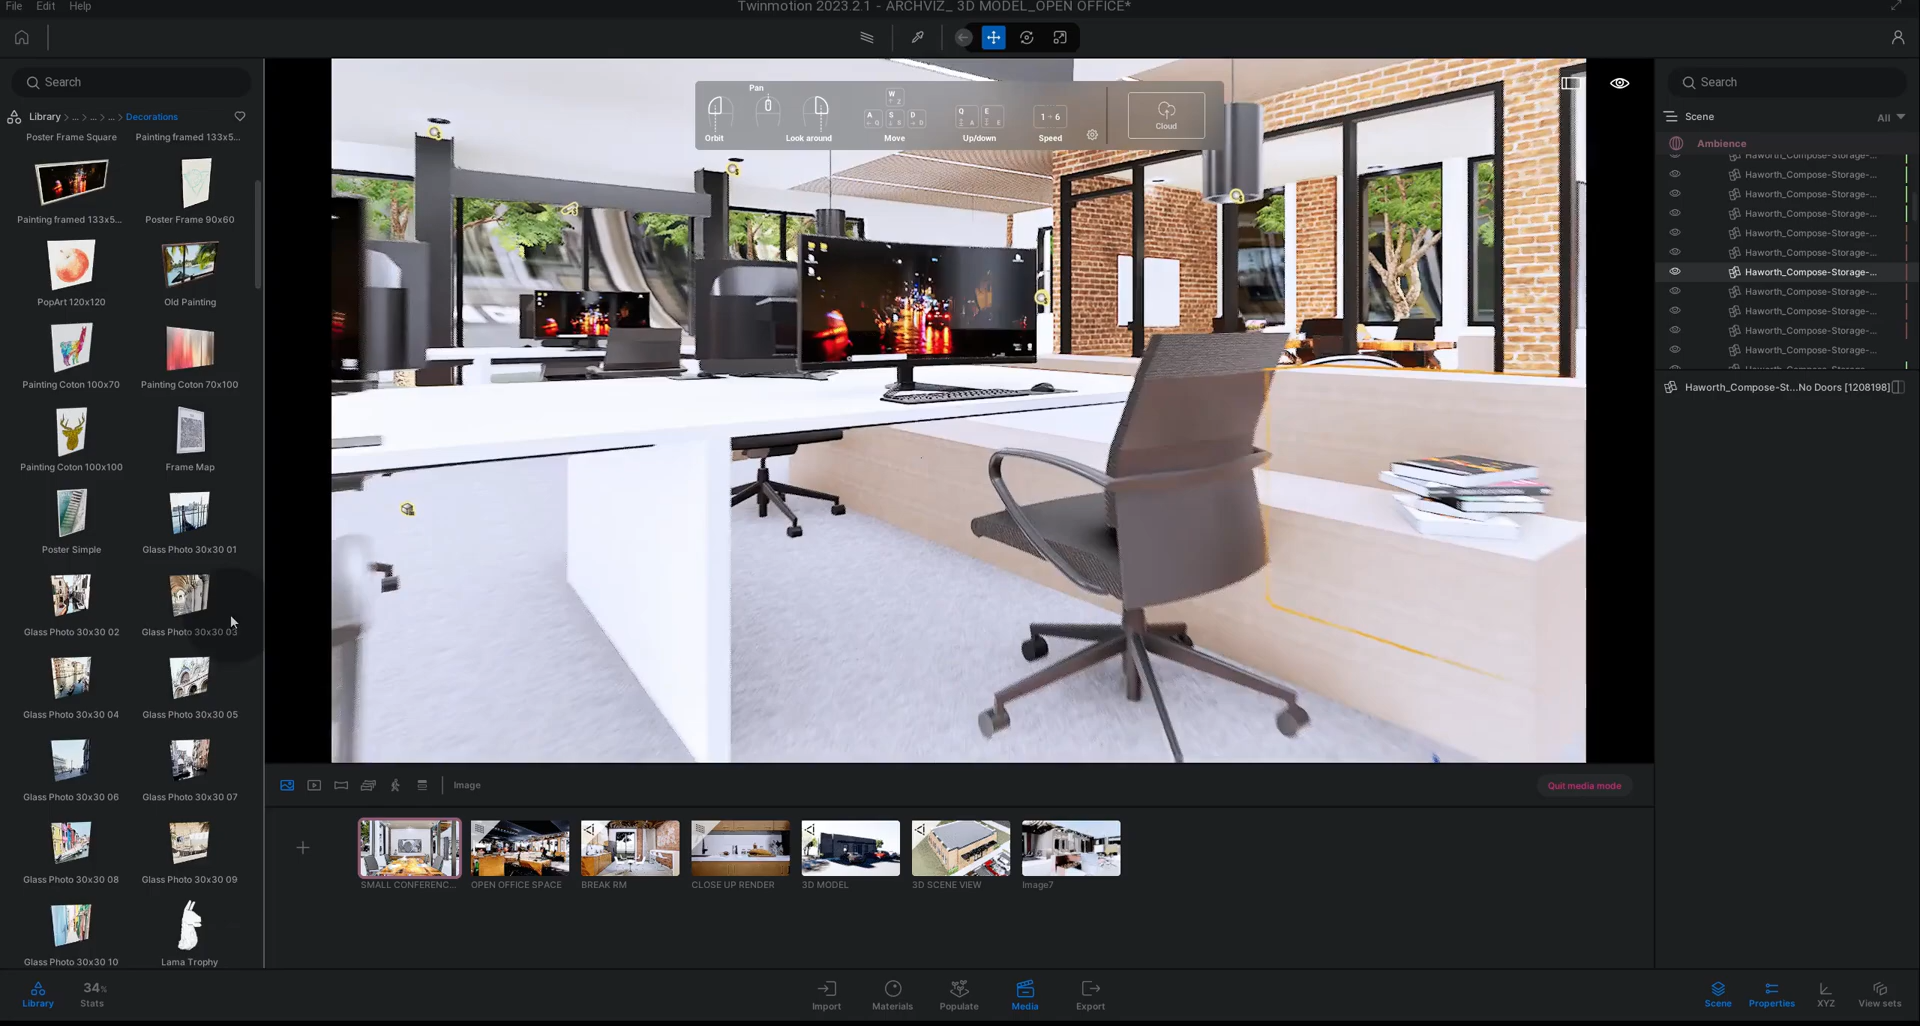 File Edit Help
Twinmotion 2023.2.1 - ARCHVIZ_ 3D MODEL_OPEN OFFICE*
Search
Library > ... > ... > ... > Decorations
Poster Frame Square
Painting framed 133x5...
Painting framed 133x5...
Poster Frame 90x60
PopArt 120x120
Old Painting
Painting Coton 100x70
Painting Coton 70x100
Painting Coton 100x100
Frame Map
Poster Simple
Glass Photo 30x30 01
Glass Photo 30x30 02
Glass Photo 30x30 03
Glass Photo 30x30 04
Glass Photo 30x30 05
Glass Photo 30x30 06
Glass Photo 30x30 07
Glass Photo 30x30 08
Glass Photo 30x30 09
Glass Photo 30x30 10
Lama Trophy
Library
34%
Stats
Pan
Orbit
Look around
W
Z
A
Q
S
S
D
D
Move
Q
A
E
E
Up/down
1 - 6
Speed
Cloud
Image
Quit media mode
SMALL CONFERENC...
OPEN OFFICE SPACE
BREAK RM
CLOSE UP RENDER
3D MODEL
3D SCENE VIEW
Image7
Import
Materials
Populate
Media
Export
Search
Scene
All
Ambience
Haworth_Compose-Storage-...
Haworth_Compose-Storage-...
Haworth_Compose-Storage-...
Haworth_Compose-Storage-...
Haworth_Compose-Storage-...
Haworth_Compose-Storage-...
Haworth_Compose-Storage-...
Haworth_Compose-Storage-...
Haworth_Compose-Storage-...
Haworth_Compose-Storage-...
Haworth_Compose-Storage-...
Haworth_Compose-St...No Doors [1208198]
Scene
Properties
XYZ
View sets